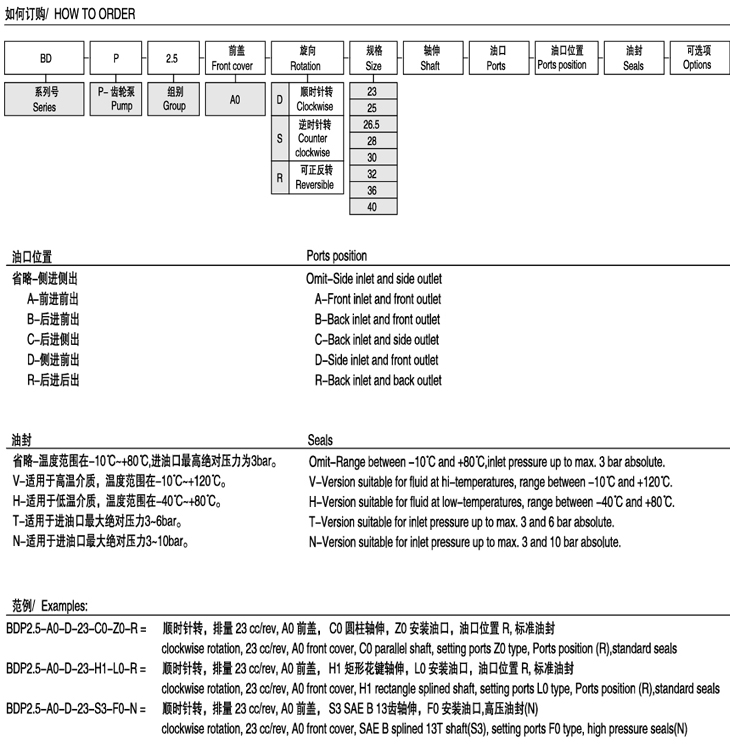 如何订购/ HOW TO ORDER
BD – P – 2.5 – 前盖 Front cover – 旋向 Rotation – 规格 Size – 轴伸 Shaft – 油口 Ports – 油口位置 Ports position – 油封 Seals – 可选项 Options
系列号 Series
P– 齿轮泵 Pump
组别 Group
A0
D 顺时针转 Clockwise
S 逆时针转 Counter clockwise
R 可正反转 Reversible
23
25
26.5
28
30
32
36
40
油口位置 Ports position
省略–侧进侧出 Omit–Side inlet and side outlet
A–前进前出 A–Front inlet and front outlet
B–后进前出 B–Back inlet and front outlet
C–后进侧出 C–Back inlet and side outlet
D–侧进前出 D–Side inlet and front outlet
R–后进后出 R–Back inlet and back outlet
油封 Seals
省略–温度范围在–10℃~+80℃,进油口最高绝对压力为3bar。 Omit–Range between –10℃ and +80℃,inlet pressure up to max. 3 bar absolute.
V–适用于高温介质，温度范围在–10℃~+120℃。 V–Version suitable for fluid at hi–temperatures, range between –10℃ and +120℃.
H–适用于低温介质，温度范围在–40℃~+80℃。 H–Version suitable for fluid at low–temperatures, range between –40℃ and +80℃.
T–适用于进油口最大绝对压力3~6bar。 T–Version suitable for inlet pressure up to max. 3 and 6 bar absolute.
N–适用于进油口最大绝对压力3~10bar。 N–Version suitable for inlet pressure up to max. 3 and 10 bar absolute.
范例/ Examples:
BDP2.5–A0–D–23–C0–Z0–R = 顺时针转，排量 23 cc/rev, A0 前盖， C0 圆柱轴伸，Z0 安装油口，油口位置 R, 标准油封
clockwise rotation, 23 cc/rev, A0 front cover, C0 parallel shaft, setting ports Z0 type, Ports position (R),standard seals
BDP2.5–A0–D–23–H1–L0–R = 顺时针转，排量 23 cc/rev, A0 前盖， H1 矩形花键轴伸，L0 安装油口，油口位置 R, 标准油封
clockwise rotation, 23 cc/rev, A0 front cover, H1 rectangle splined shaft, setting ports L0 type, Ports position (R),standard seals
BDP2.5–A0–D–23–S3–F0–N = 顺时针转，排量 23 cc/rev, A0 前盖， S3 SAE B 13齿轴伸，F0 安装油口,高压油封(N)
clockwise rotation, 23 cc/rev, A0 front cover, SAE B splined 13T shaft(S3), setting ports F0 type, high pressure seals(N)